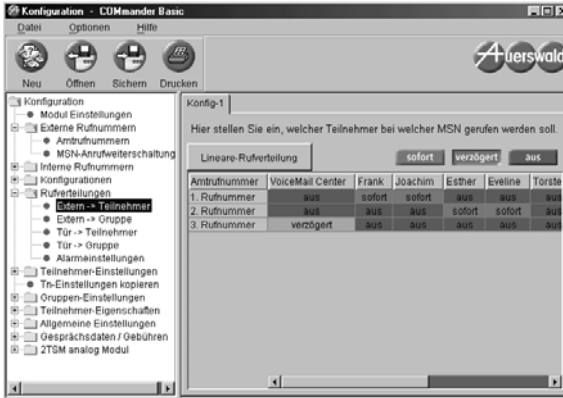 Konfiguration - COMmander Basic
Datei Optionen Hilfe
Neu Öffnen Sichern Drucken
Auerswald
Konfiguration
Modul Einstellungen
Externe Rufnummern
Amtrufnummern
MSN-Anrufweiterschaltung
Interne Rufnummern
Konfigurationen
Rufverteilungen
Extern -> Teilnehmer
Extern -> Gruppe
Tür -> Teilnehmer
Tür -> Gruppe
Alarmeinstellungen
Teilnehmer-Einstellungen
Tn-Einstellungen kopieren
Gruppen-Einstellungen
Teilnehmer-Eigenschaften
Allgemeine Einstellungen
Gesprächsdaten / Gebühren
2TSM analog Modul
Konfig-1
Hier stellen Sie ein, welcher Teilnehmer bei welcher MSN gerufen werden soll.
Lineare-Rufverteilung sofort verzögert aus
Amtrufnummer VoiceMail Center Frank Joachim Esther Eveline Torste
1. Rufnummer aus sofort sofort aus aus aus
2. Rufnummer aus aus aus sofort sofort aus
3. Rufnummer verzögert aus aus aus aus aus